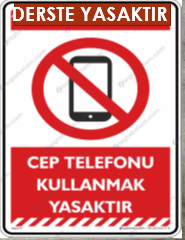 DERSTE YASAKTIR
CEP TELEFONU
KULLANMAK
YASAKTIR